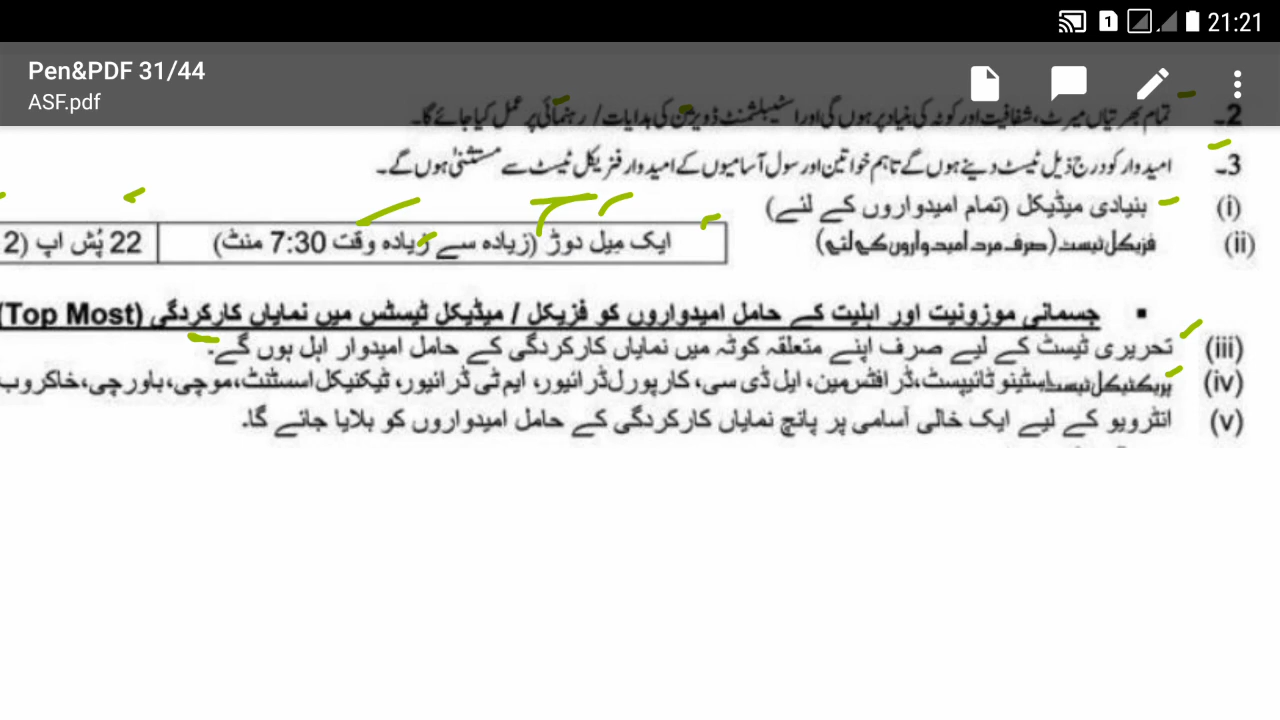 21:21
Pen&PDF 31/44
ASF.pdf
2۔ تمام بھرتیاں میرٹ، شفافیت اور کوٹہ کی بنیاد پر ہوں گی اور اسٹیبلشمنٹ ڈویژن کی ہدایات / رہنمائی پر عمل کیا جائے گا۔
3۔ امیدوار کو درج ذیل ٹیسٹ دینے ہوں گے تاہم خواتین اور سول آسامیوں کے امیدوار فزیکل ٹیسٹ سے مستثنیٰ ہوں گے۔
(i) بنیادی میڈیکل (تمام امیدواروں کے لئے)
(ii) فزیکل ٹیسٹ (صرف مرد امیدواروں کے لئے) ایک مِیل دوڑ (زیادہ سے زیادہ وقت 7:30 منٹ) 22 پُش اپ (2
▪ جسمانی موزونیت اور اہلیت کے حامل امیدواروں کو فزیکل / میڈیکل ٹیسٹس میں نمایاں کارکردگی (Top Most)
(iii) تحریری ٹیسٹ کے لیے صرف اپنے متعلقہ کوٹہ میں نمایاں کارکردگی کے حامل امیدوار اہل ہوں گے۔
(iv) پریکٹیکل ٹیسٹ اسٹینو ٹائپسٹ، ڈرافٹس مین، ایل ڈی سی، کارپورل ڈرائیور، ایم ٹی ڈرائیور، ٹیکنیکل اسسٹنٹ، موچی، باورچی، خاکروب
(v) انٹرویو کے لیے ایک خالی آسامی پر پانچ نمایاں کارکردگی کے حامل امیدواروں کو بلایا جائے گا۔